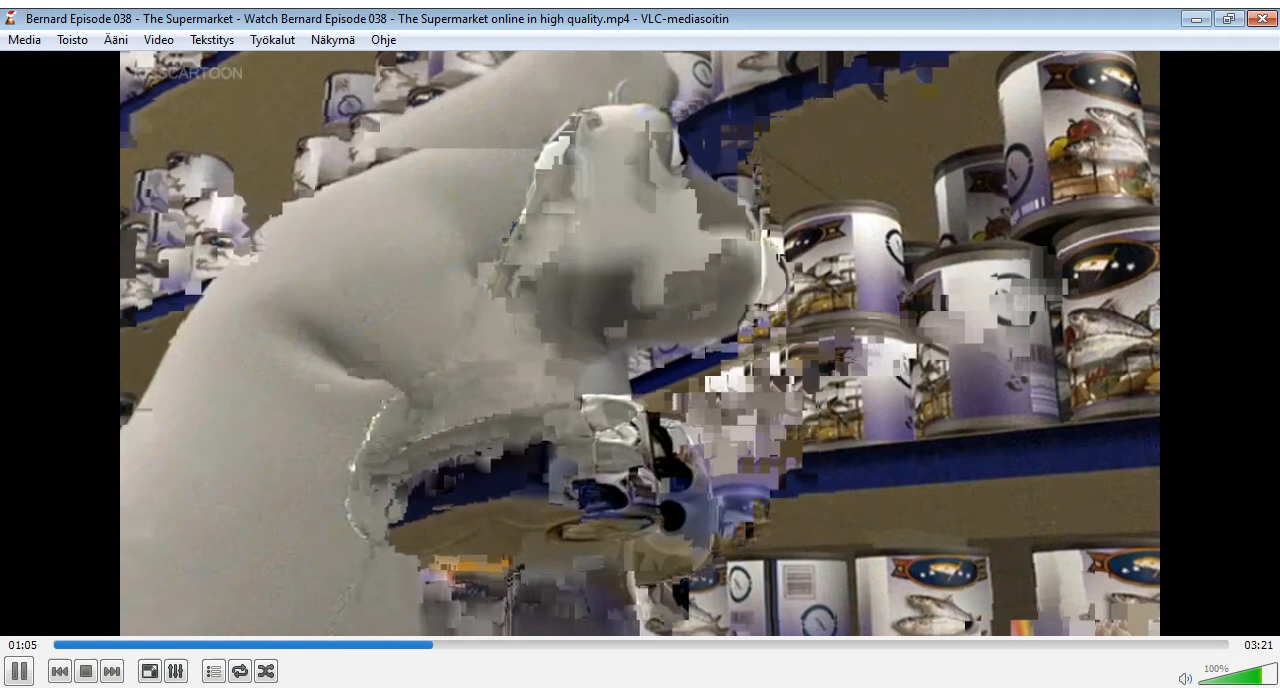 Bernard Episode 038 - The Supermarket - Watch Bernard Episode 038 - The Supermarket online in high quality.mp4 - VLC-mediasoitin
Media Toisto Ääni Video Tekstitys Työkalut Näkymä Ohje
KISSCARTOON
01:05 03:21
100%